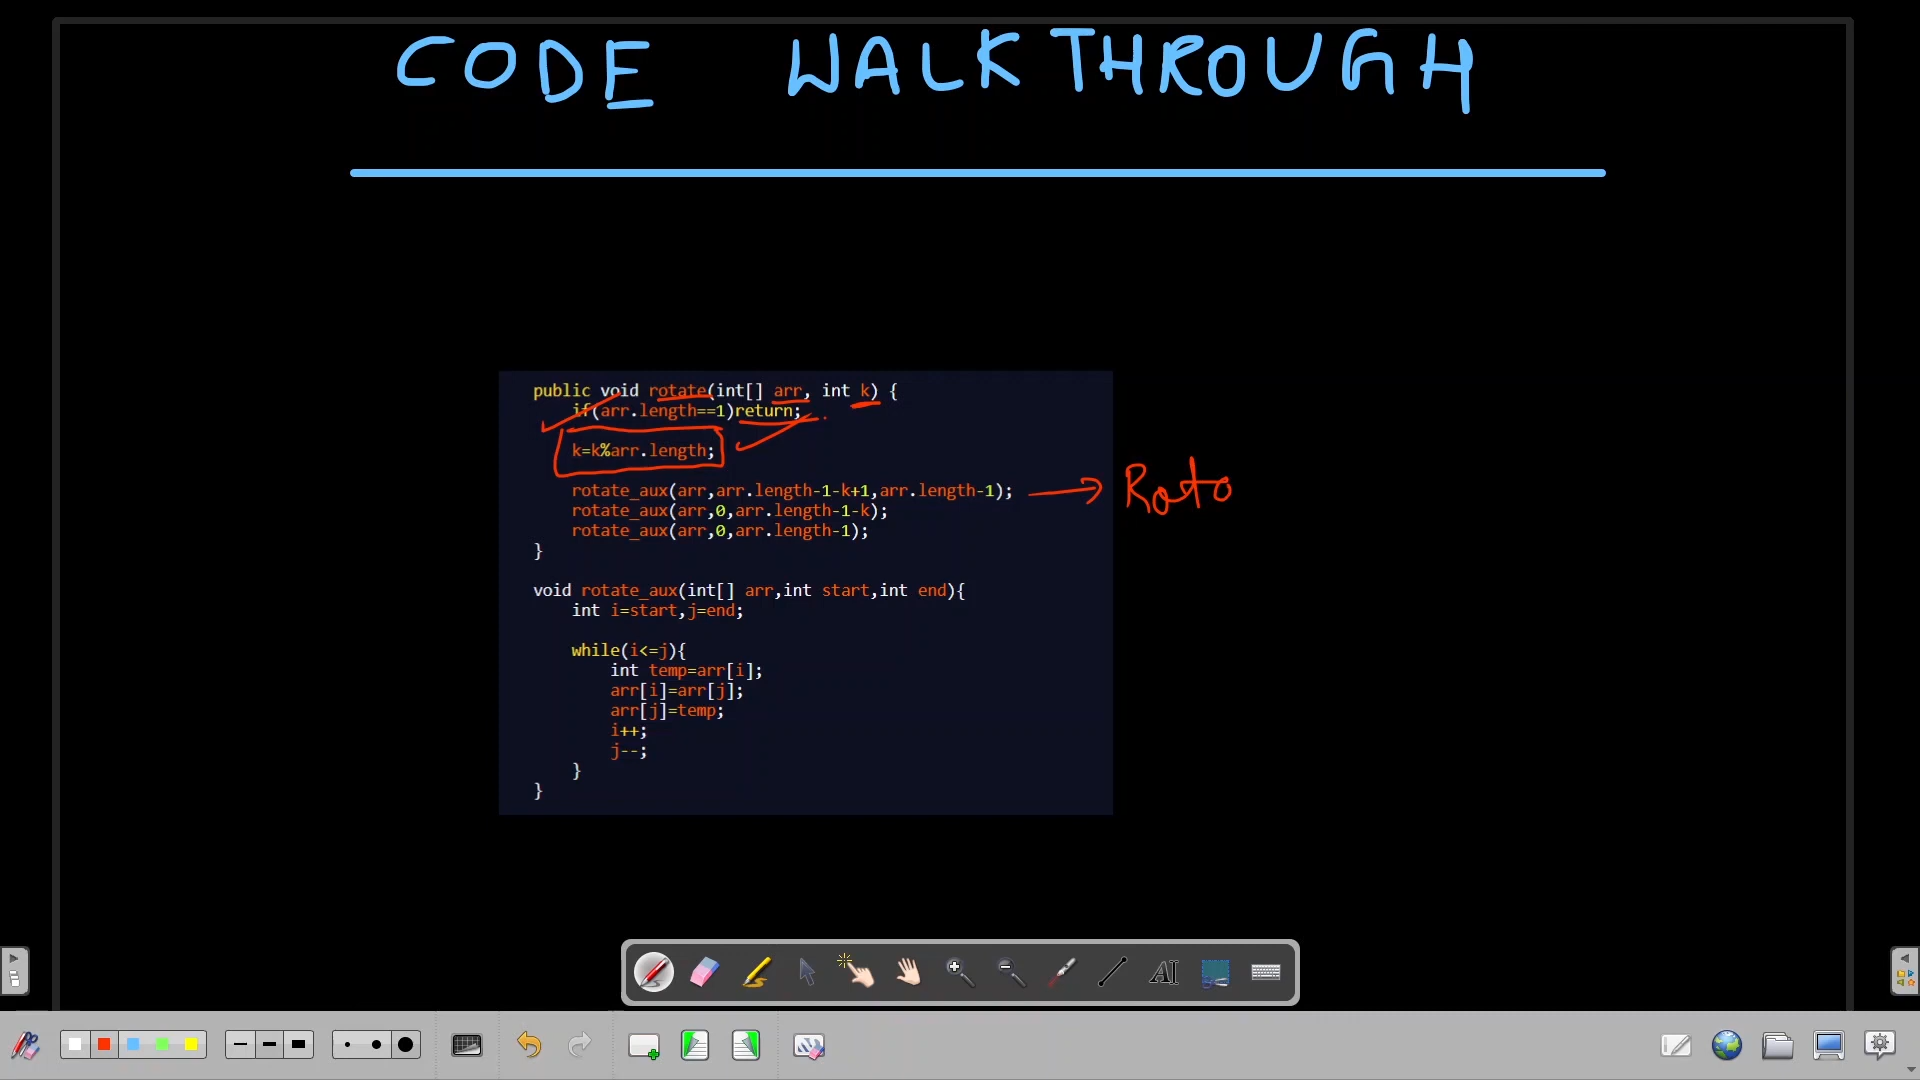 CODE WALKTHROUGH
public void rotate(int[] arr, int k) {
if(arr.length==1)return;
k=k%arr.length;
rotate_aux(arr,arr.length-1-k+1,arr.length-1); Rato
rotate_aux(arr,0,arr.length-1-k);
rotate_aux(arr,0,arr.length-1);
}
void rotate_aux(int[] arr,int start,int end){
int i=start,j=end;
while(i<=j){
int temp=arr[i];
arr[i]=arr[j];
arr[j]=temp;
i++;
j--;
}
}
AI